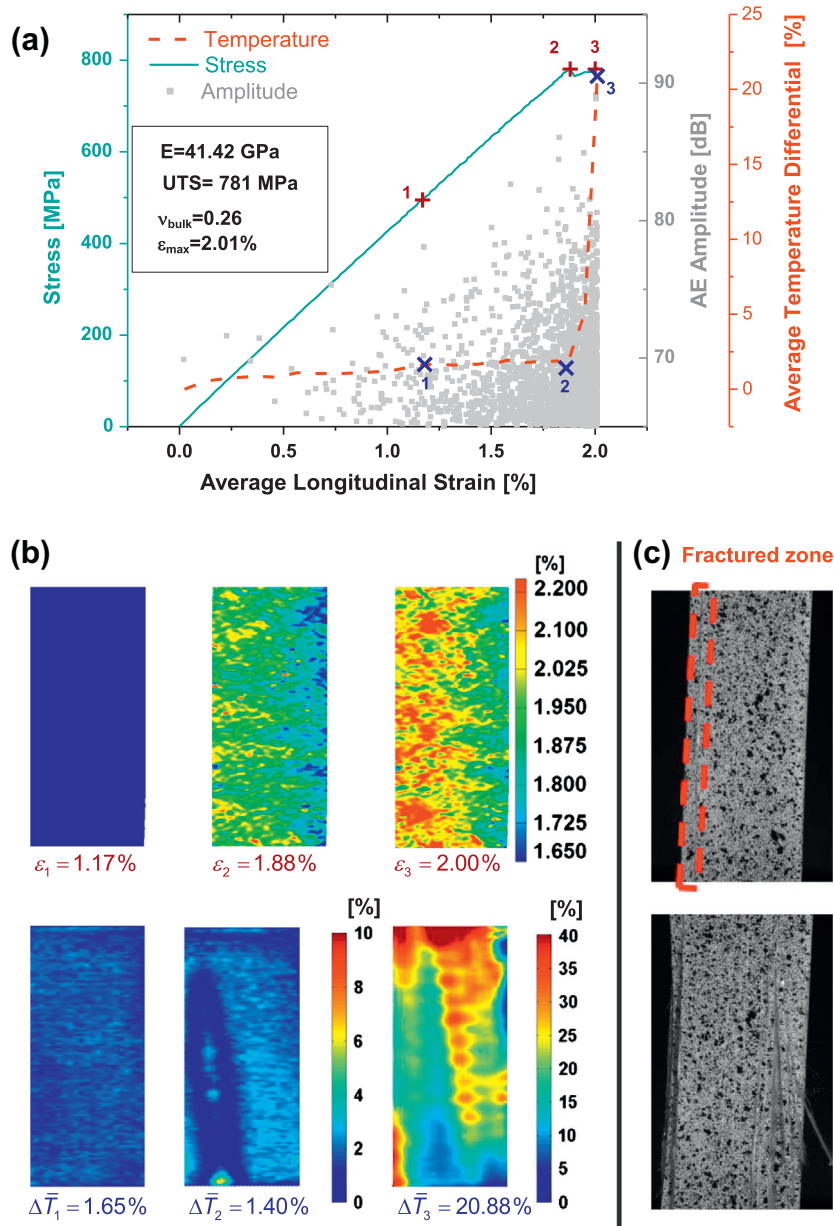 (a)
Temperature
Stress
Amplitude
E=41.42 GPa
UTS= 781 MPa
ν_bulk=0.26
ε_max=2.01%
1
2
3
1
2
3
800
600
400
200
0
Stress [MPa]
90
80
70
AE Amplitude [dB]
25
20
15
10
5
0
Average Temperature Differential [%]
0.0 0.5 1.0 1.5 2.0
Average Longitudinal Strain [%]
(b)
[%]
2.200
2.100
2.025
1.950
1.875
1.800
1.725
1.650
ε₁ = 1.17%
ε₂ = 1.88%
ε₃ = 2.00%
[%]
10
8
6
4
2
0
[%]
40
35
30
25
20
15
10
5
0
ΔT̅₁ = 1.65%
ΔT̅₂ = 1.40%
ΔT̅₃ = 20.88%
(c) Fractured zone